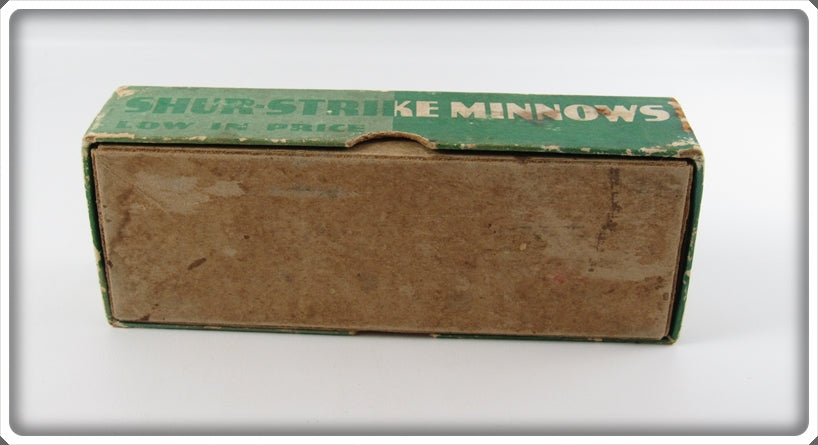 SHUR-STRIKE MINNOWS
LOW IN PRICE